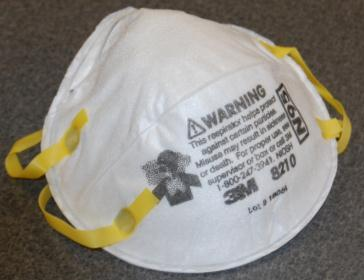 WARNING
This respirator helps protect
against certain particles.
Misuse may result in sickness
or death. For proper use, see
supervisor or box or call 3M
1-800-247-3941. NIOSH
N95
3M 8210